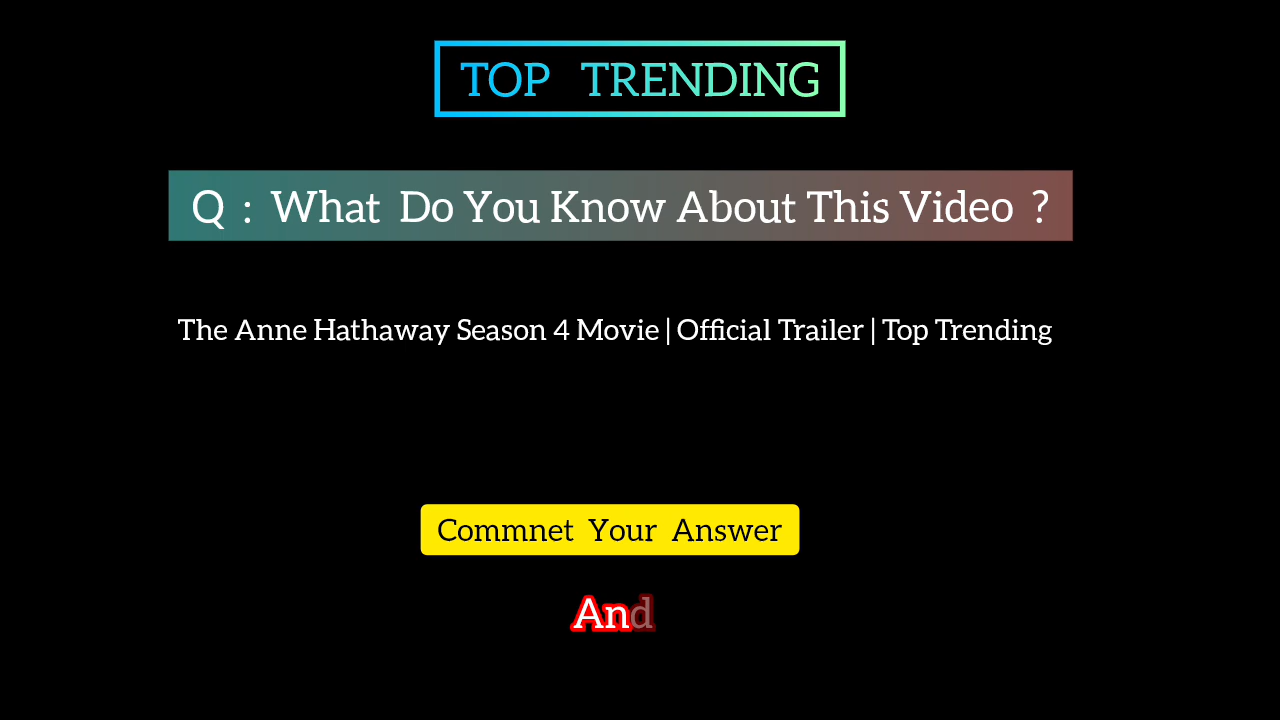 TOP TRENDING
Q : What Do You Know About This Video ?
The Anne Hathaway Season 4 Movie | Official Trailer | Top Trending
Commnet Your Answer
And